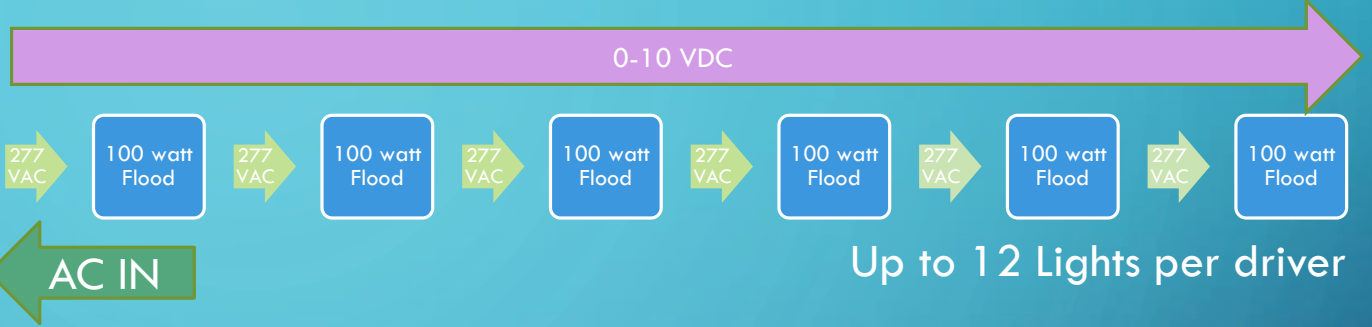 0-10 VDC
277
VAC
100 watt
Flood
277
VAC
100 watt
Flood
277
VAC
100 watt
Flood
277
VAC
100 watt
Flood
277
VAC
100 watt
Flood
277
VAC
100 watt
Flood
AC IN
Up to 12 Lights per driver